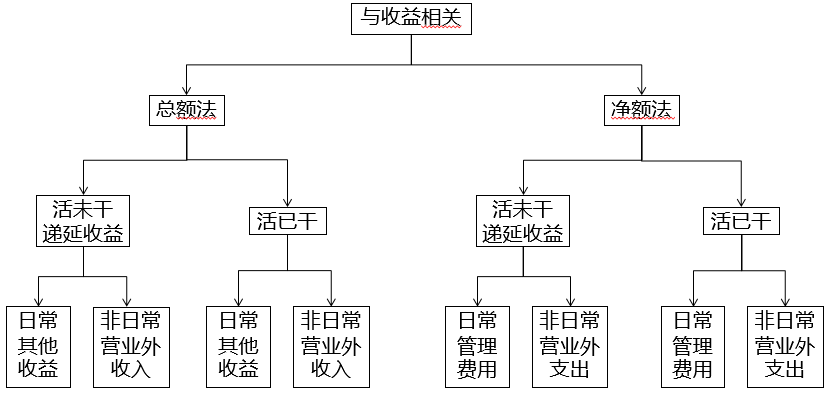 与收益相关
总额法
净额法
活未干
递延收益
活已干
活未干
递延收益
活已干
日常
其他
收益
非日常
营业外
收入
日常
其他
收益
非日常
营业外
收入
日常
管理
费用
非日常
营业外
支出
日常
管理
费用
非日常
营业外
支出